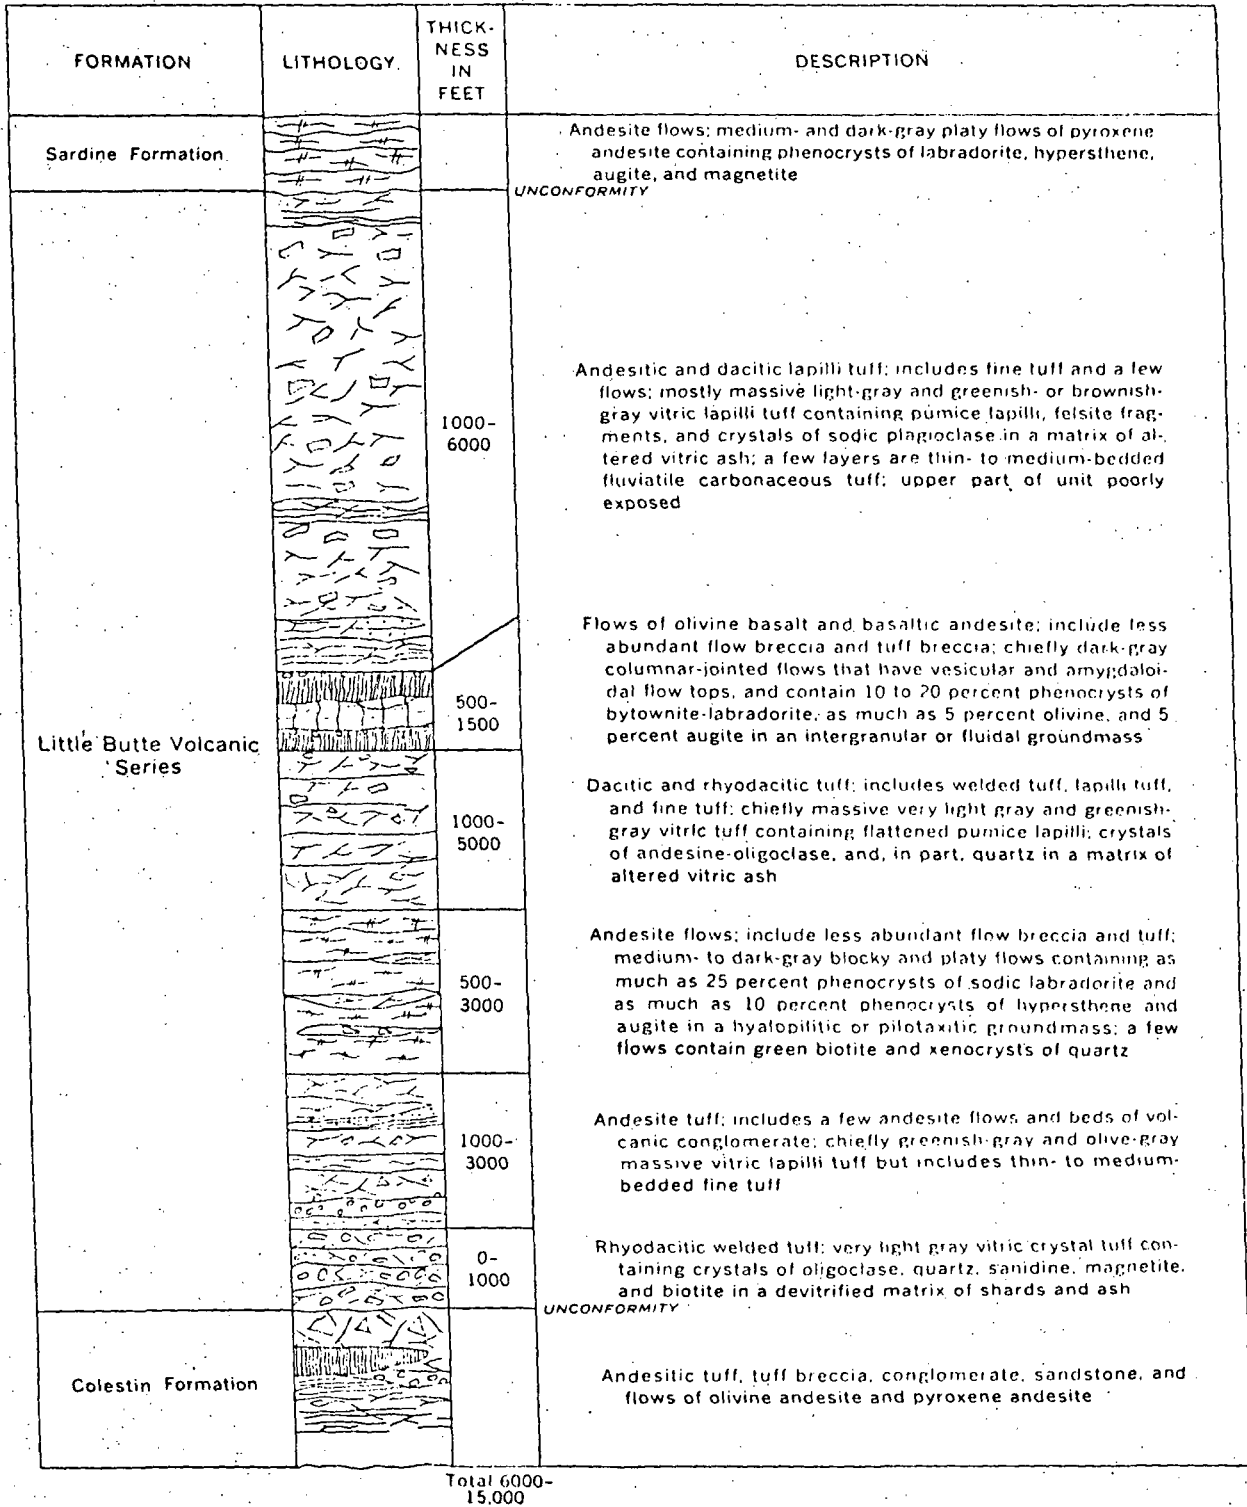 FORMATION
LITHOLOGY.
THICK-
NESS
IN
FEET
DESCRIPTION
Sardine Formation
Andesite flows; medium- and dark-gray platy flows of pyroxene
andesite containing phenocrysts of labradorite, hypersthene,
augite, and magnetite
UNCONFORMITY
Little Butte Volcanic
Series
1000-
6000
Andesitic and dacitic lapilli tuff; includes fine tuff and a few
flows; mostly massive light-gray and greenish- or brownish-
gray vitric lapilli tuff containing pumice lapilli, felsite frag-
ments, and crystals of sodic plagioclase in a matrix of al-
tered vitric ash; a few layers are thin- to medium-bedded
fluviatile carbonaceous tuff; upper part of unit poorly
exposed
500-
1500
Flows of olivine basalt and basaltic andesite; include less
abundant flow breccia and tuff breccia; chiefly dark-gray
columnar-jointed flows that have vesicular and amygdaloi-
dal flow tops, and contain 10 to 20 percent phenocrysts of
bytownite-labradorite, as much as 5 percent olivine, and 5
percent augite in an intergranular or fluidal groundmass
1000-
5000
Dacitic and rhyodacitic tuff; includes welded tuff, lapilli tuff,
and fine tuff; chiefly massive very light gray and greenish-
gray vitric tuff containing flattened pumice lapilli; crystals
of andesine-oligoclase, and, in part, quartz in a matrix of
altered vitric ash
500-
3000
Andesite flows; include less abundant flow breccia and tuff;
medium- to dark-gray blocky and platy flows containing as
much as 25 percent phenocrysts of sodic labradorite and
as much as 10 percent phenocrysts of hypersthene and
augite in a hyalopilitic or pilotaxitic groundmass; a few
flows contain green biotite and xenocrysts of quartz
1000-
3000
Andesite tuff; includes a few andesite flows and beds of vol-
canic conglomerate; chiefly greenish-gray and olive-gray
massive vitric lapilli tuff but includes thin- to medium-
bedded fine tuff
0-
1000
Rhyodacitic welded tuff; very light gray vitric crystal tuff con-
taining crystals of oligoclase, quartz, sanidine, magnetite,
and biotite in a devitrified matrix of shards and ash
UNCONFORMITY
Colestin Formation
Andesitic tuff, tuff breccia, conglomerate, sandstone, and
flows of olivine andesite and pyroxene andesite
Total 6000-
15,000